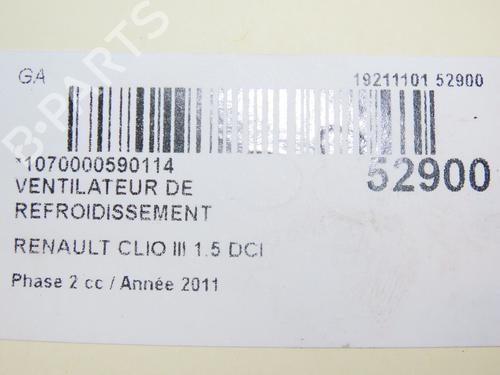 GA
19211101 52900
*1070000590114
52900
VENTILATEUR DE
REFROIDISSEMENT
RENAULT CLIO III 1.5 DCI
Phase 2 cc / Année 2011
B-PARTS